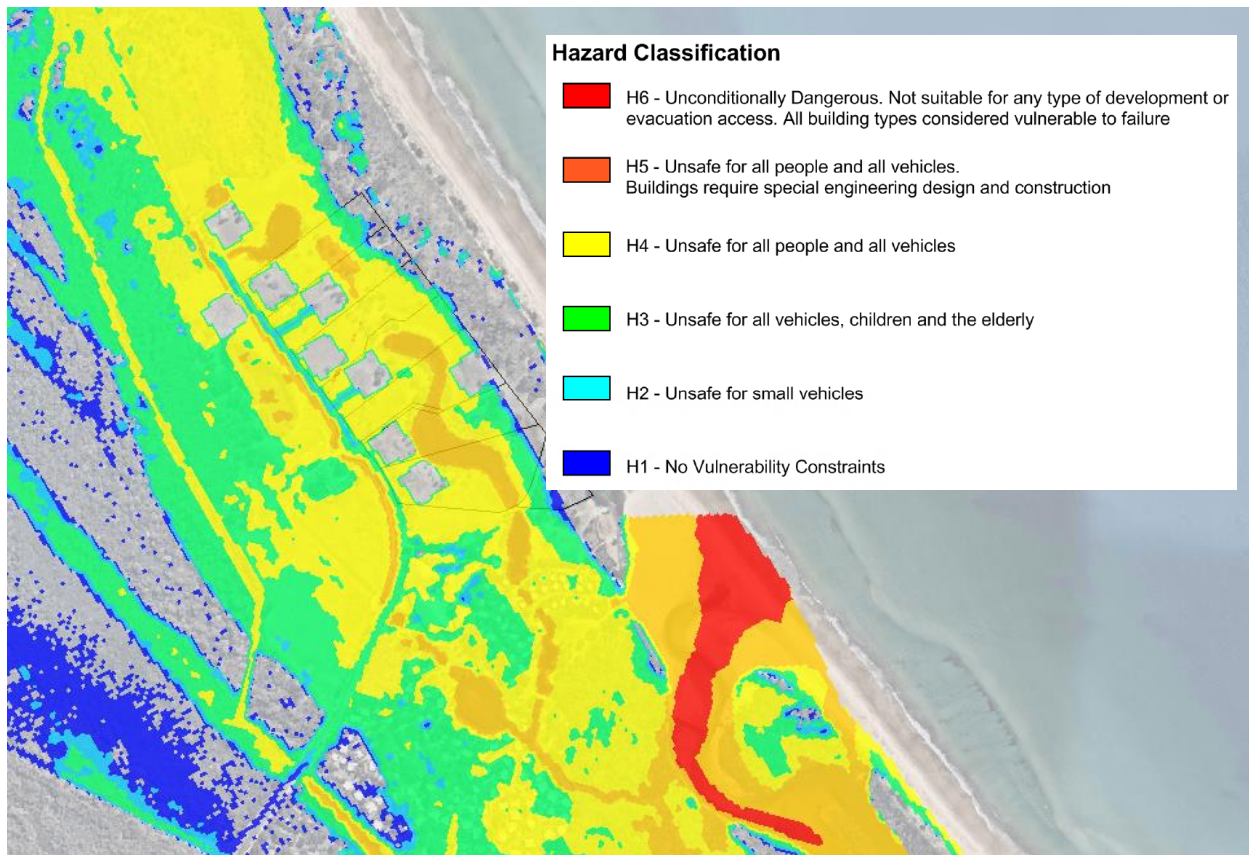 Hazard Classification
H6 - Unconditionally Dangerous. Not suitable for any type of development or
evacuation access. All building types considered vulnerable to failure
H5 - Unsafe for all people and all vehicles.
Buildings require special engineering design and construction
H4 - Unsafe for all people and all vehicles
H3 - Unsafe for all vehicles, children and the elderly
H2 - Unsafe for small vehicles
H1 - No Vulnerability Constraints